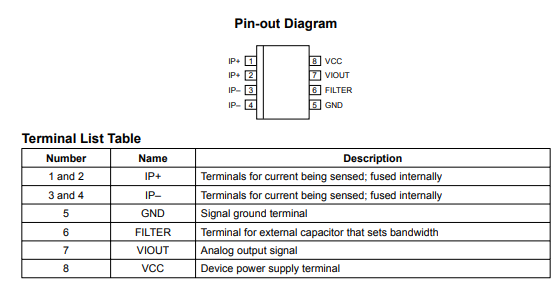 Pin-out Diagram
IP+ 1 8 VCC
IP+ 2 7 VIOUT
IP– 3 6 FILTER
IP– 4 5 GND
Terminal List Table
Number Name Description
1 and 2 IP+ Terminals for current being sensed; fused internally
3 and 4 IP– Terminals for current being sensed; fused internally
5 GND Signal ground terminal
6 FILTER Terminal for external capacitor that sets bandwidth
7 VIOUT Analog output signal
8 VCC Device power supply terminal